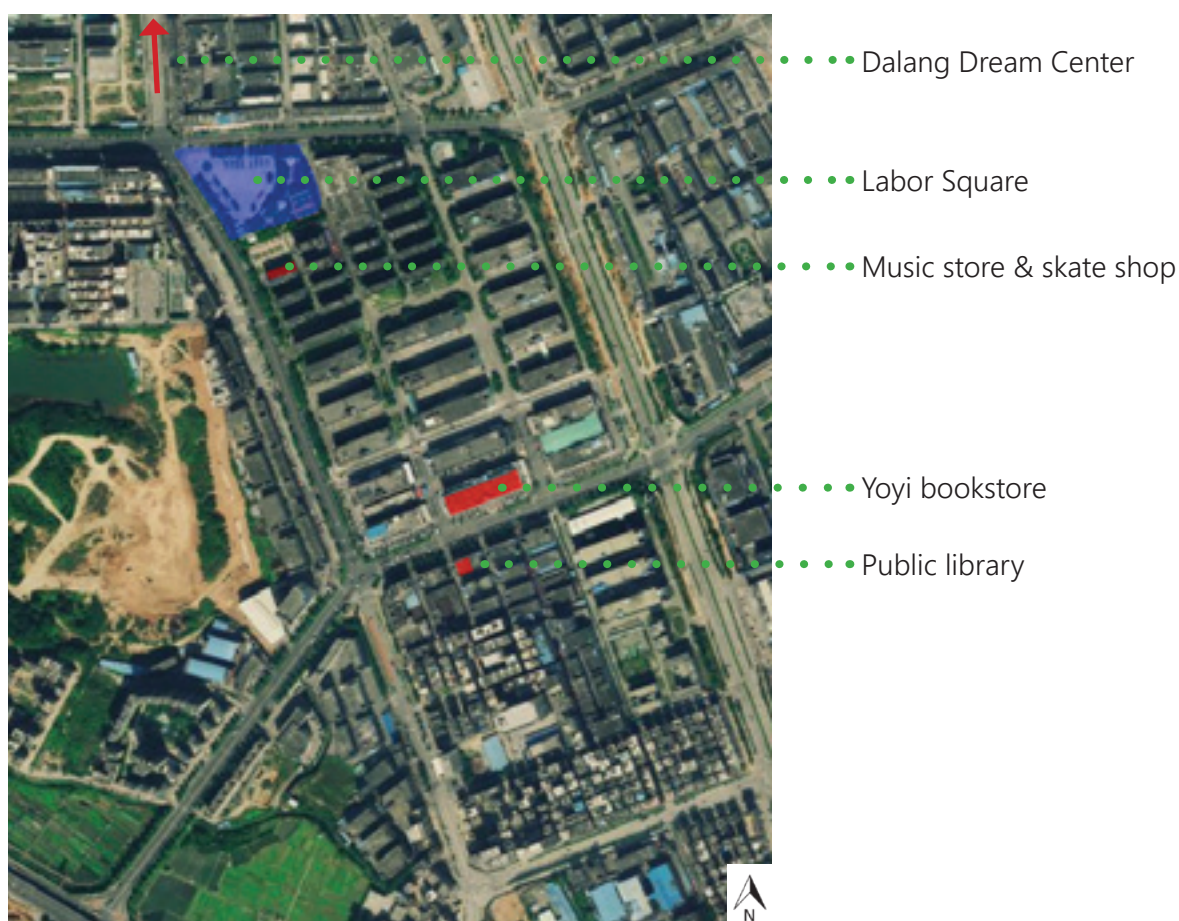 Dalang Dream Center
Labor Square
Music store & skate shop
Yoyi bookstore
Public library
N